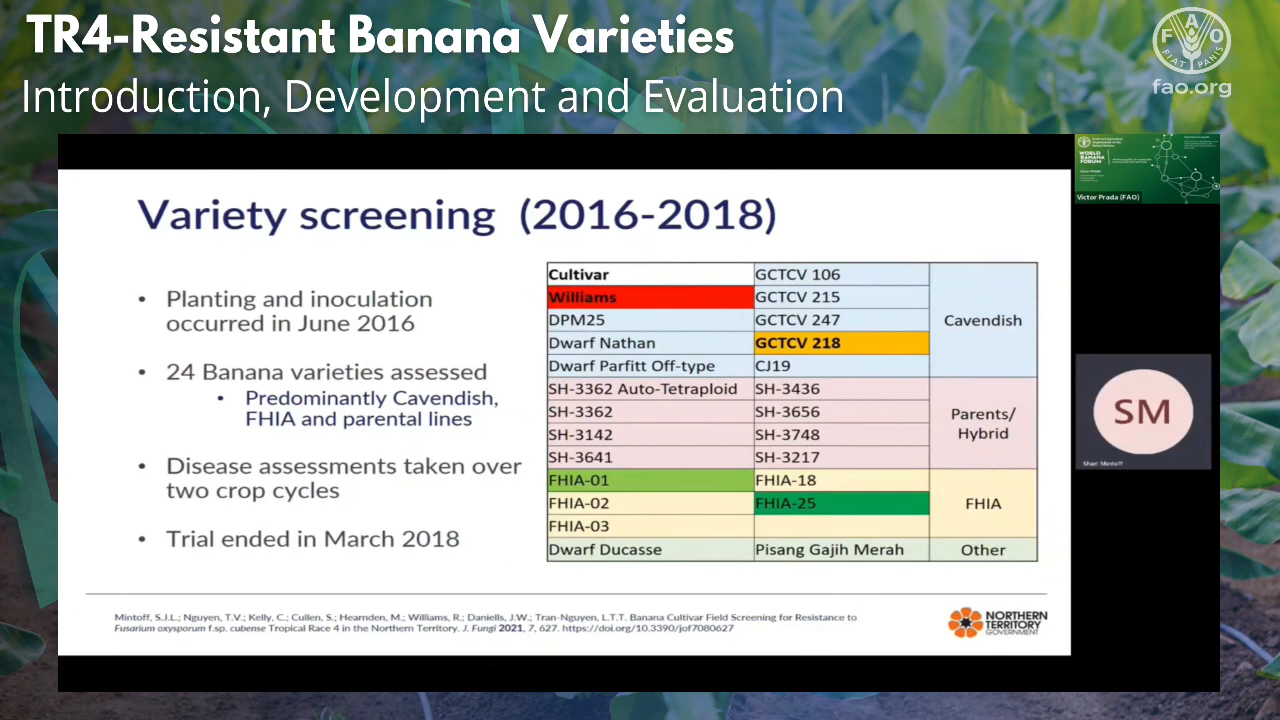 TR4-Resistant Banana Varieties
Introduction, Development and Evaluation
F A O
FIAT PANIS
fao.org
WORLD
BANANA
FORUM
Victor Prada (FAO)
Variety screening (2016-2018)
• Planting and inoculation
occurred in June 2016
• 24 Banana varieties assessed
• Predominantly Cavendish,
FHIA and parental lines
• Disease assessments taken over
two crop cycles
• Trial ended in March 2018
Cultivar GCTCV 106
Williams GCTCV 215
DPM25 GCTCV 247
Cavendish
Dwarf Nathan GCTCV 218
Dwarf Parfitt Off-type CJ19
SH-3362 Auto-Tetraploid SH-3436
SH-3362 SH-3656
Parents/
Hybrid
SH-3142 SH-3748
SH-3641 SH-3217
FHIA-01 FHIA-18
FHIA-02 FHIA-25 FHIA
FHIA-03
Dwarf Ducasse Pisang Gajih Merah Other
SM
Shari Mintoff
Mintoff, S.J.L.; Nguyen, T.V.; Kelly, C.; Cullen, S.; Hearnden, M.; Williams, R.; Daniells, J.W.; Tran-Nguyen, L.T.T. Banana Cultivar Field Screening for Resistance to
Fusarium oxysporum f.sp. cubense Tropical Race 4 in the Northern Territory. J. Fungi 2021, 7, 627. https://doi.org/10.3390/jof7080627
NORTHERN
TERRITORY
GOVERNMENT